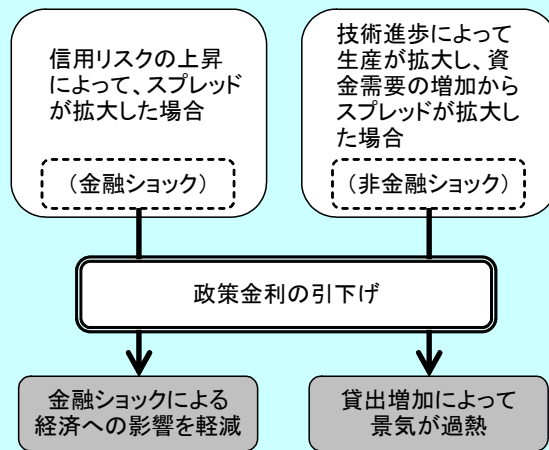 信用リスクの上昇
によって、スプレッド
が拡大した場合
(金融ショック)
技術進歩によって
生産が拡大し、資
金需要の増加から
スプレッドが拡大し
た場合
(非金融ショック)
政策金利の引下げ
金融ショックによる
経済への影響を軽減
貸出増加によって
景気が過熱